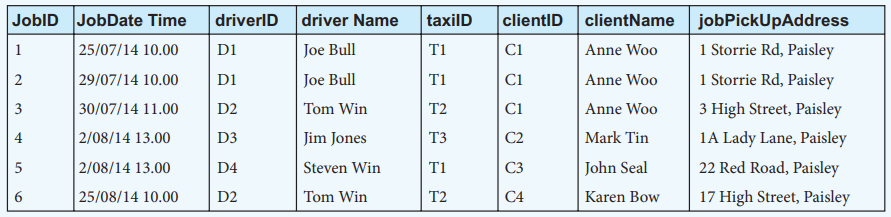 JobID JobDate Time driverID driver Name taxiID clientID clientName jobPickUpAddress
1 25/07/14 10.00 D1 Joe Bull T1 C1 Anne Woo 1 Storrie Rd, Paisley
2 29/07/14 10.00 D1 Joe Bull T1 C1 Anne Woo 1 Storrie Rd, Paisley
3 30/07/14 11.00 D2 Tom Win T2 C1 Anne Woo 3 High Street, Paisley
4 2/08/14 13.00 D3 Jim Jones T3 C2 Mark Tin 1A Lady Lane, Paisley
5 2/08/14 13.00 D4 Steven Win T1 C3 John Seal 22 Red Road, Paisley
6 25/08/14 10.00 D2 Tom Win T2 C4 Karen Bow 17 High Street, Paisley